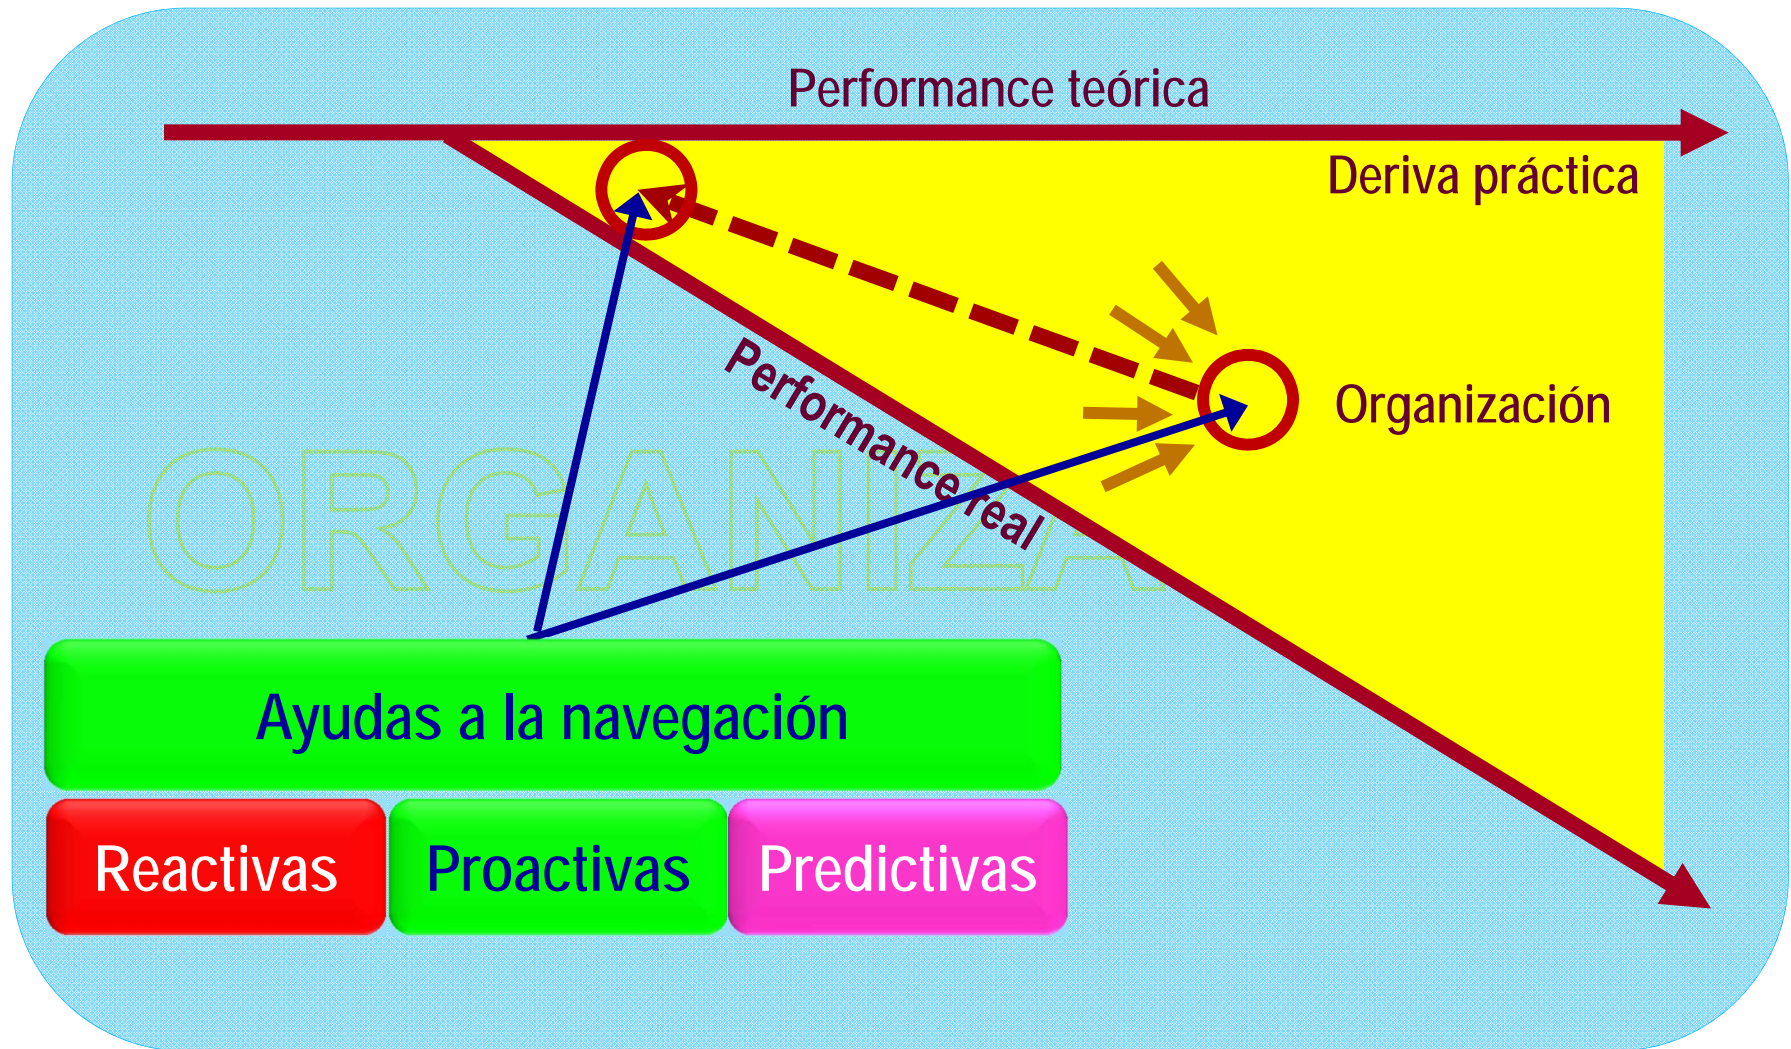 Performance teórica
Deriva práctica
Organización
Performance real
ORGANIZA
Ayudas a la navegación
Reactivas
Proactivas
Predictivas